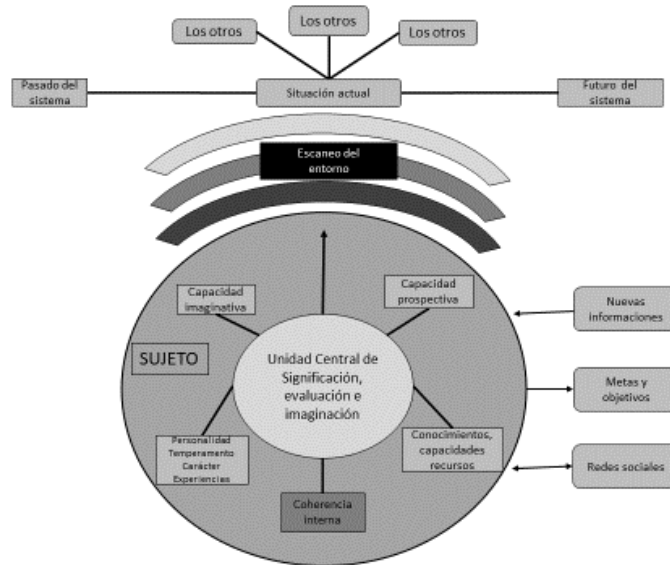 Los otros
Los otros
Los otros
Pasado del
sistema
Situación actual
Futuro del
sistema
Escaneo del
entorno
Capacidad
imaginativa
Capacidad
prospectiva
Nuevas
informaciones
SUJETO
Unidad Central de
Significación,
evaluación e
imaginación
Metas y
objetivos
Personalidad
Temperamento
Carácter
Experiencias
Conocimientos,
capacidades
recursos
Redes sociales
Coherencia
interna